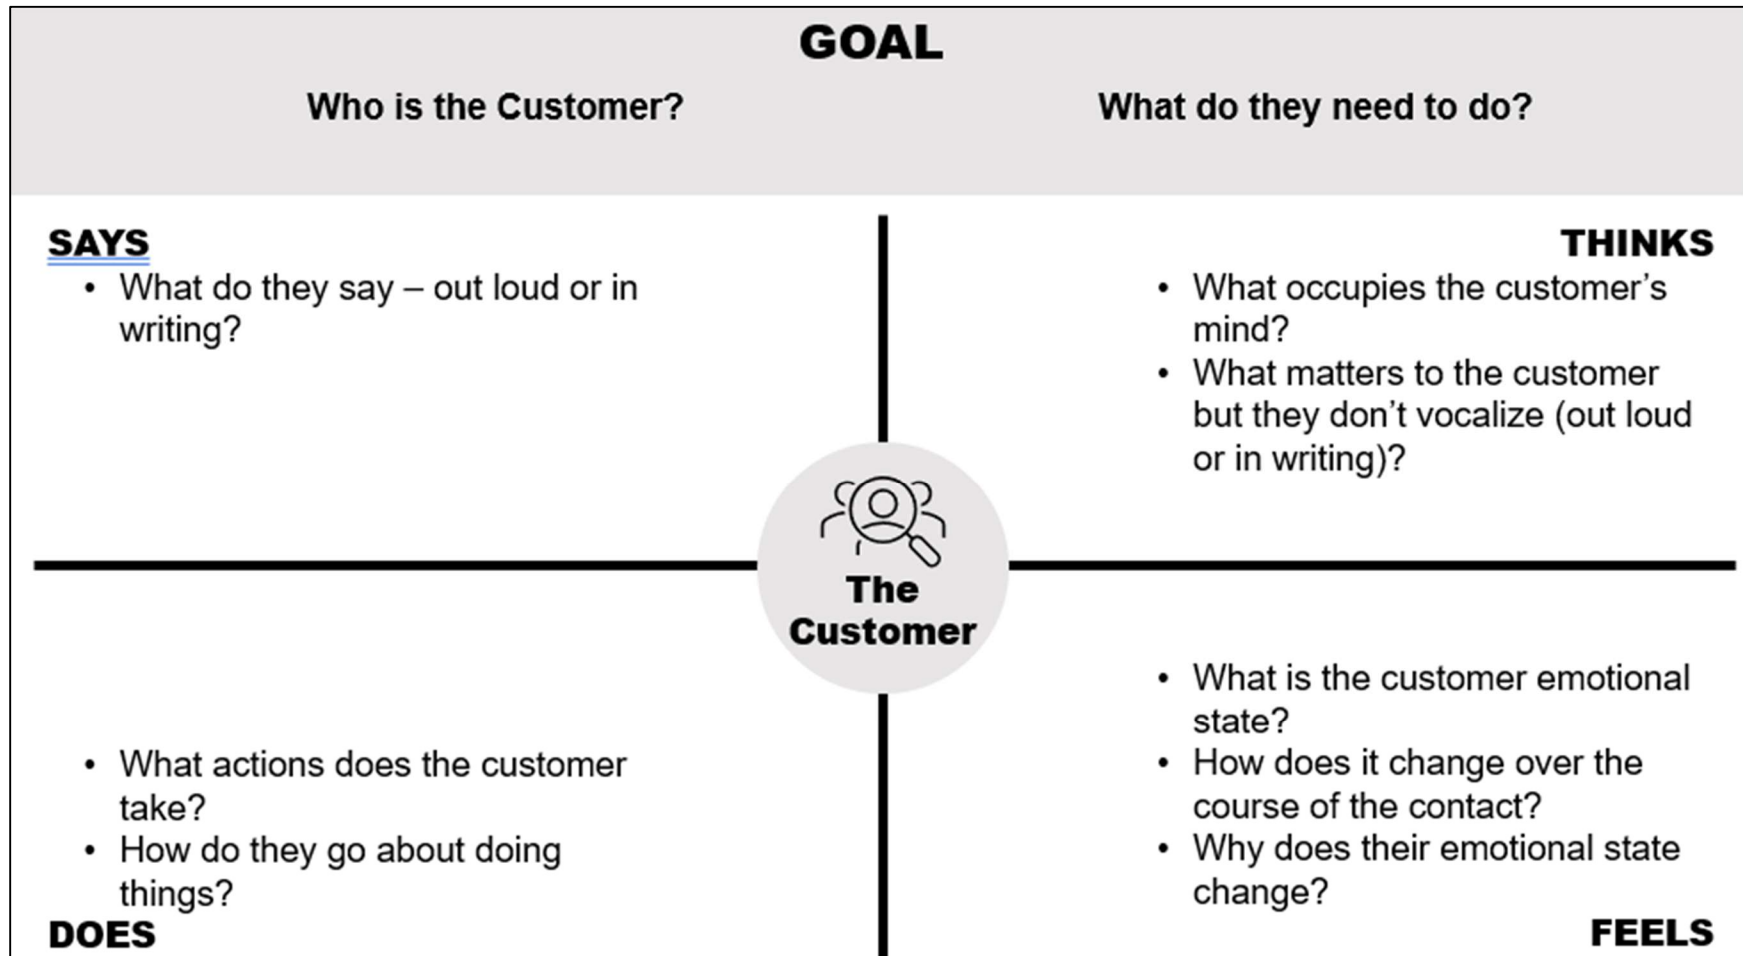 GOAL
Who is the Customer?
What do they need to do?
SAYS
• What do they say – out loud or in
writing?
THINKS
• What occupies the customer’s
mind?
• What matters to the customer
but they don’t vocalize (out loud
or in writing)?
The
Customer
• What actions does the customer
take?
• How do they go about doing
things?
DOES
• What is the customer emotional
state?
• How does it change over the
course of the contact?
• Why does their emotional state
change?
FEELS